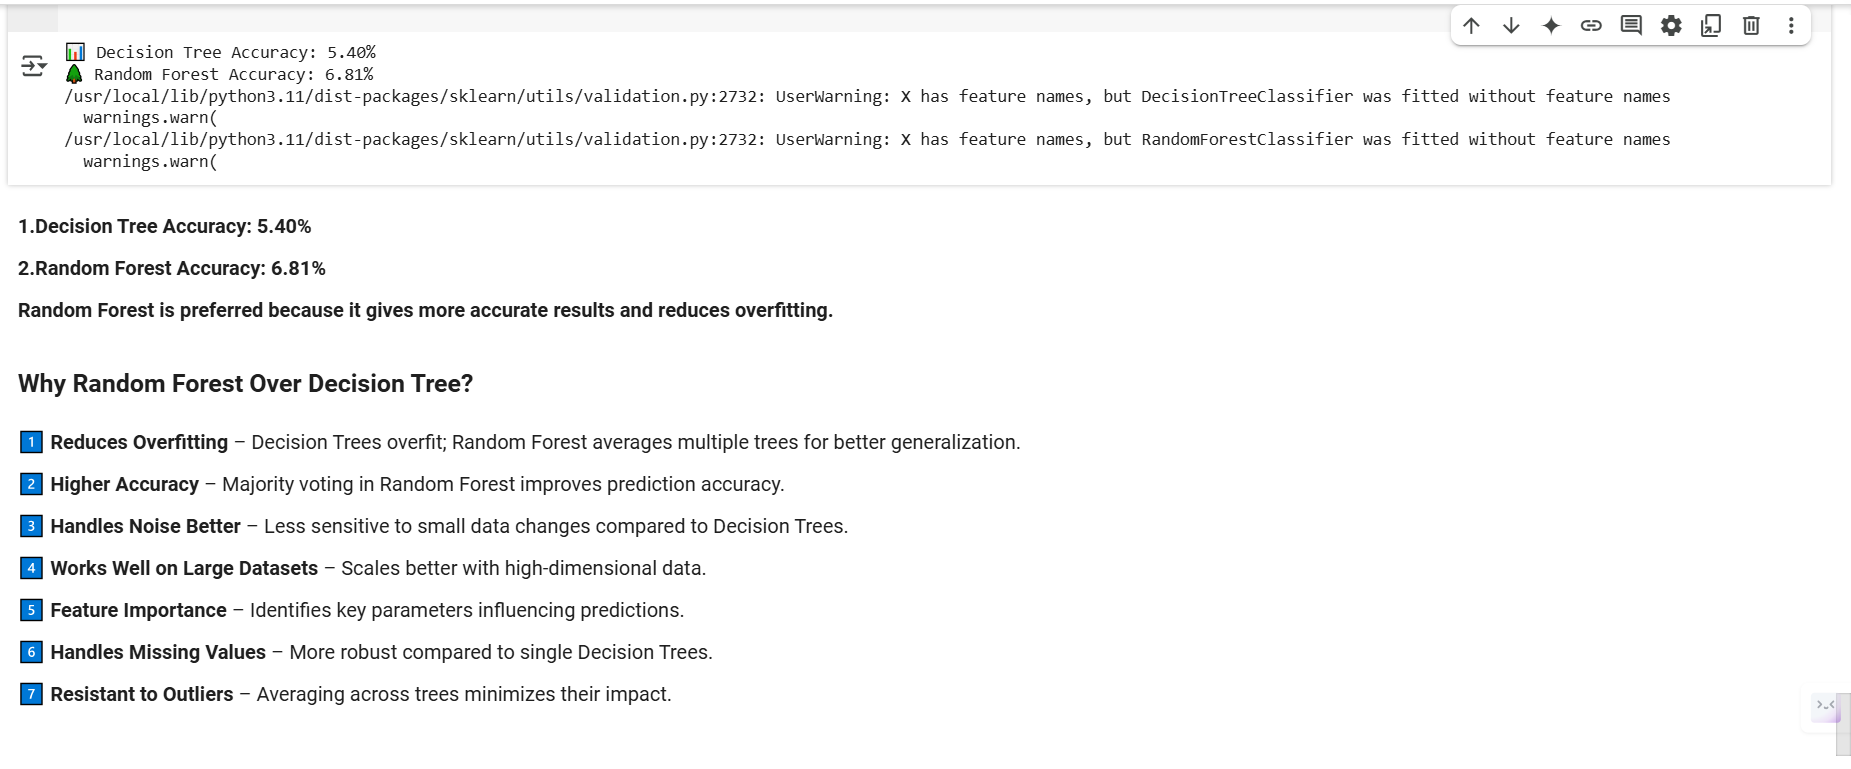 📊 Decision Tree Accuracy: 5.40%
🌲 Random Forest Accuracy: 6.81%
/usr/local/lib/python3.11/dist-packages/sklearn/utils/validation.py:2732: UserWarning: X has feature names, but DecisionTreeClassifier was fitted without feature names
  warnings.warn(
/usr/local/lib/python3.11/dist-packages/sklearn/utils/validation.py:2732: UserWarning: X has feature names, but RandomForestClassifier was fitted without feature names
  warnings.warn(
1.Decision Tree Accuracy: 5.40%
2.Random Forest Accuracy: 6.81%
Random Forest is preferred because it gives more accurate results and reduces overfitting.
Why Random Forest Over Decision Tree?
1 Reduces Overfitting – Decision Trees overfit; Random Forest averages multiple trees for better generalization.
2 Higher Accuracy – Majority voting in Random Forest improves prediction accuracy.
3 Handles Noise Better – Less sensitive to small data changes compared to Decision Trees.
4 Works Well on Large Datasets – Scales better with high-dimensional data.
5 Feature Importance – Identifies key parameters influencing predictions.
6 Handles Missing Values – More robust compared to single Decision Trees.
7 Resistant to Outliers – Averaging across trees minimizes their impact.